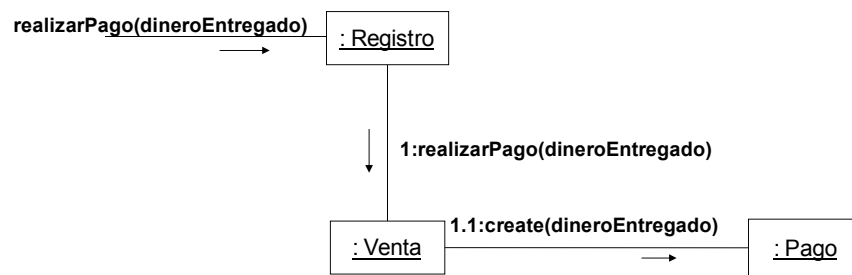 realizarPago(dineroEntregado)
: Registro
1:realizarPago(dineroEntregado)
1.1:create(dineroEntregado)
: Venta
: Pago